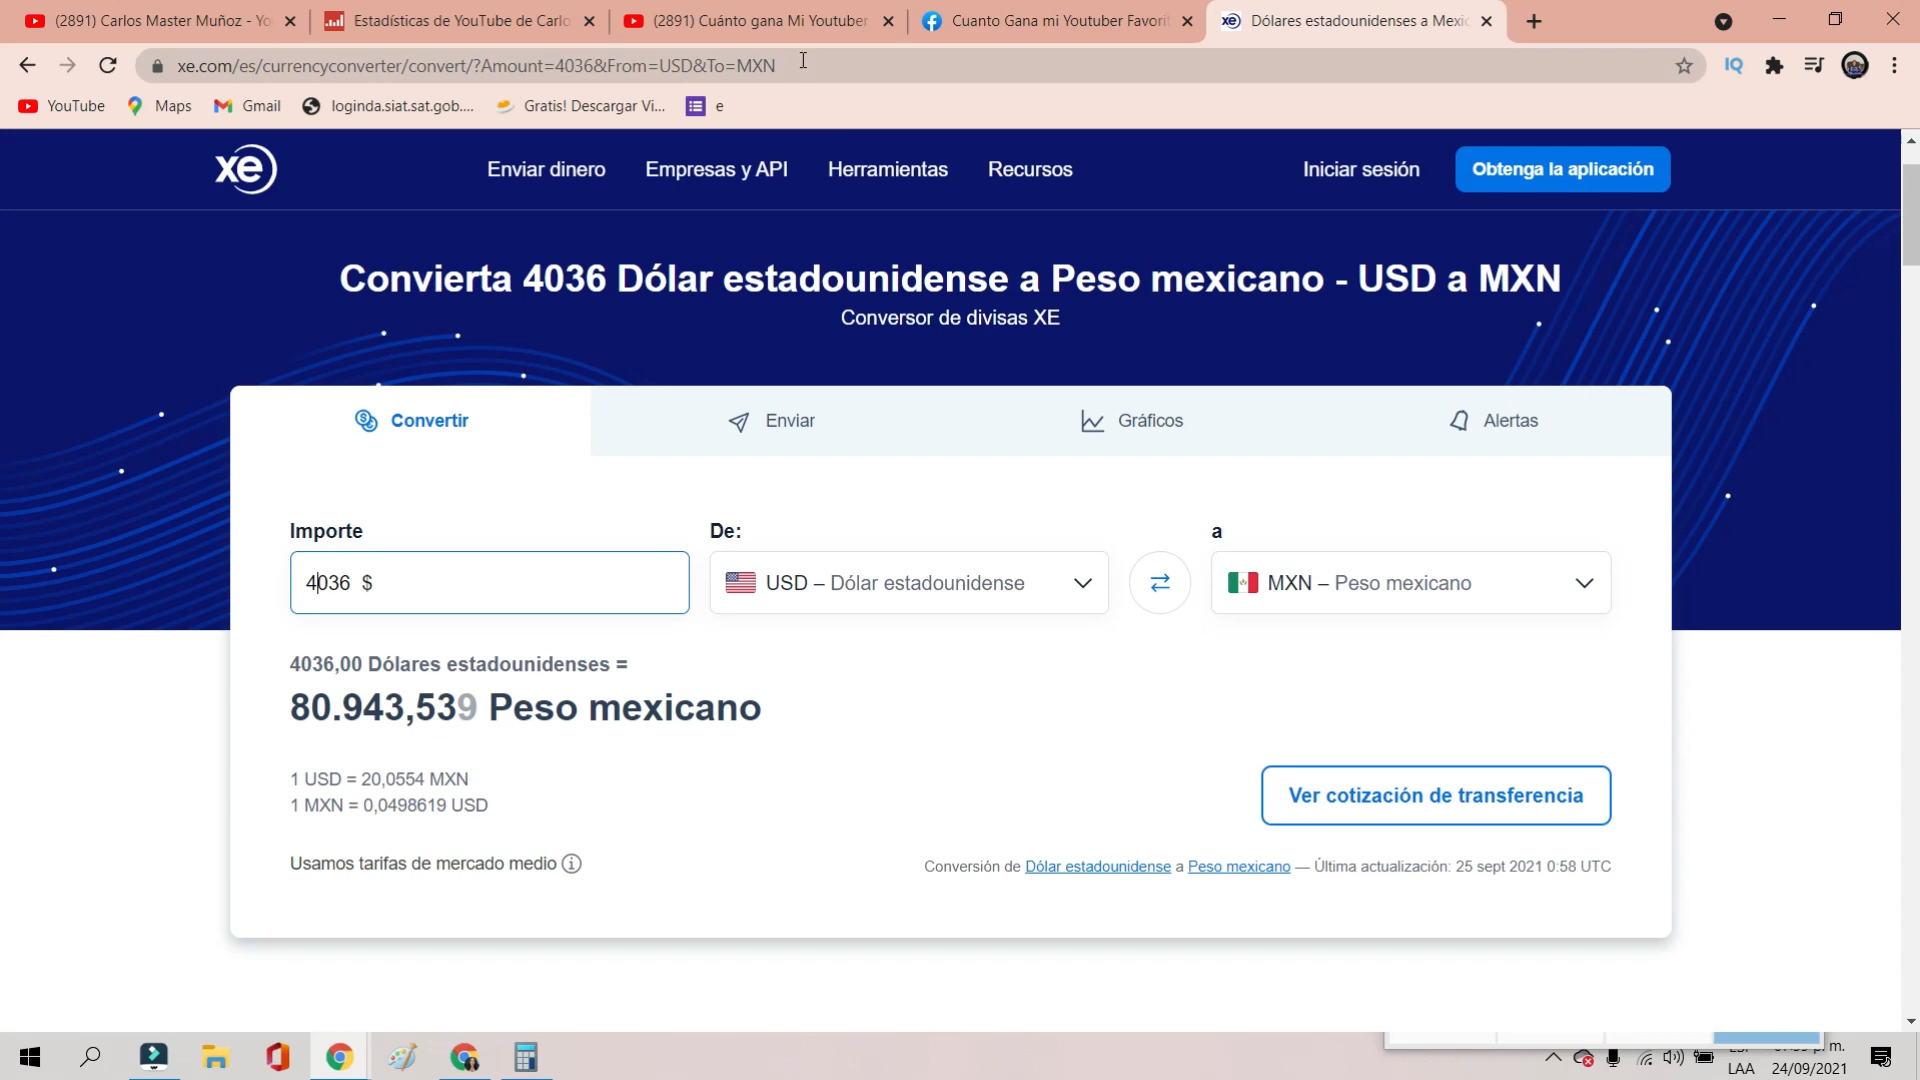 (2891) Carlos Master Muñoz - Yo
Estadísticas de YouTube de Carlo
(2891) Cuánto gana Mi Youtuber
Cuanto Gana mi Youtuber Favorit
xe Dólares estadounidenses a Mexic
xe.com/es/currencyconverter/convert/?Amount=4036&From=USD&To=MXN
IQ
YouTube Maps Gmail loginda.siat.sat.gob.... Gratis! Descargar Vi... e
xe Enviar dinero Empresas y API Herramientas Recursos Iniciar sesión Obtenga la aplicación
Convierta 4036 Dólar estadounidense a Peso mexicano - USD a MXN
Conversor de divisas XE
Convertir Enviar Gráficos Alertas
Importe De: a
4036 $ USD – Dólar estadounidense MXN – Peso mexicano
4036,00 Dólares estadounidenses =
80.943,539 Peso mexicano
1 USD = 20,0554 MXN
1 MXN = 0,0498619 USD
Ver cotización de transferencia
Usamos tarifas de mercado medio
Conversión de Dólar estadounidense a Peso mexicano — Última actualización: 25 sept 2021 0:58 UTC
LAA 24/09/2021